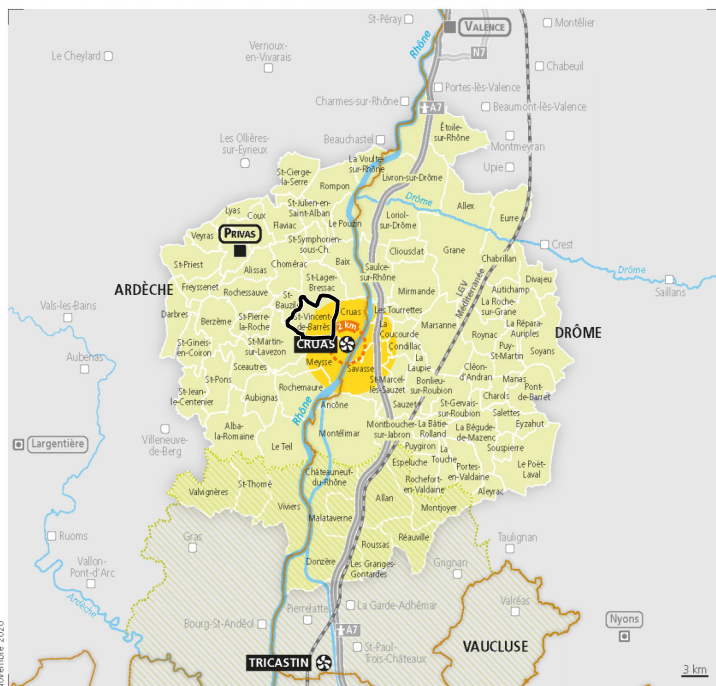 St-Péray
VALENCE
Montélier
Le Cheylard
Vernoux-
en-Vivarais
Rhône
N7
Chabeuil
Portes-lès-Valence
Charmes-sur-Rhône
A7
Beaumont-lès-Valence
Les Ollières-
sur-Eyrieux
Beauchastel
Étoile-
sur-Rhône
Montmeyran
Upie
La Voulte-
sur-Rhône
St-Cierge-
la-Serre
Rompon
Livron-sur-Drôme
Drôme
Allex
Eurre
St-Julien-en-
Saint-Alban
Lyas
Coux
Flaviac
Le Pouzin
Loriol-
sur-Drôme
Veyras
PRIVAS
St-Symphorien-
sous-Ch.
Cliousclat
Grane
Crest
Chabrillan
Drôme
St-Priest
Alissas
Chomérac
Baix
Saulce-
sur-Rhône
LGV
Méditerranée
Divajeu
Saillans
ARDÈCHE
Freyssenet
Rochessauve
St-Lager-
Bressac
Mirmande
Autichamp
La Roche-
sur-Grane
Vals-les-Bains
Darbres
Berzème
St-Pierre-
la-Roche
St-
Bauzile
St-Vincent-
de-Barrès
Cruas
Les Tourrettes
La Répara-
Auriples
DRÔME
2 km
La
Coucourde
Marsanne
Roynac
Puy-
St-Martin
Soyans
Aubenas
St-Gineis-
en-Coiron
St-Martin-
sur-Lavezon
CRUAS
Condillac
Sceautres
Meysse
Savasse
La
Laupie
Cléon-
d'Andran
Manas
St-Pons
Rochemaure
St-Marcel-
lès-Sauzet
Bonlieu-
sur-Roubion
Charols
Pont-
de-Barret
St-Jean-
le-Centenier
Aubignas
Rhône
Ancône
Sauzet
St-Gervais-
sur-Roubion
Salettes
Eyzahut
Alba-
la-Romaine
Montélimar
Montboucher-
sur-Jabron
La Bâtie-
Rolland
La Bégude-
de-Mazenc
Largentière
Villeneuve-
de-Berg
Le Teil
Puygiron
La
Touche
Souspierre
Espeluche
Portes-
en-Valdaine
Le Poët-
Laval
St-Thomé
Châteauneuf-
du-Rhône
Rochefort-
en-Valdaine
Aleyrac
Valvignères
Viviers
Allan
Montjoyer
Malataverne
Ruoms
Gras
Réauville
Taulignan
Roussas
Vallon-
Pont-d'Arc
Donzère
Les Granges-
Gontardes
Grignan
Ardèche
Bourg-St-Andéol
Pierrelatte
La Garde-Adhémar
Valréas
Nyons
A7
St-Paul-
Trois-Châteaux
VAUCLUSE
TRICASTIN
3 km